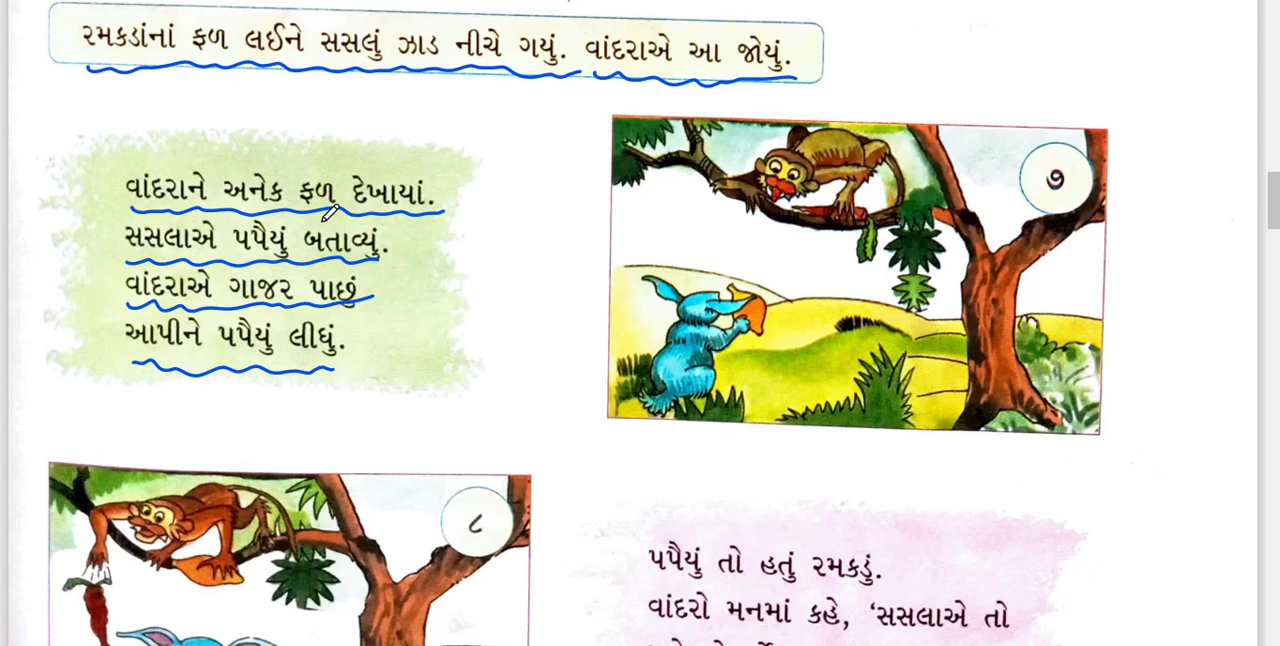 રમકડાંનાં ફળ લઈને સસલું ઝાડ નીચે ગયું. વાંદરાએ આ જોયું.
વાંદરાને અનેક ફળ દેખાયાં.
સસલાએ પપૈયું બતાવ્યું.
વાંદરાએ ગાજર પાછું
આપીને પપૈયું લીધું.
૭
૮
પપૈયું તો હતું રમકડું.
વાંદરો મનમાં કહે, ‘સસલાએ તો